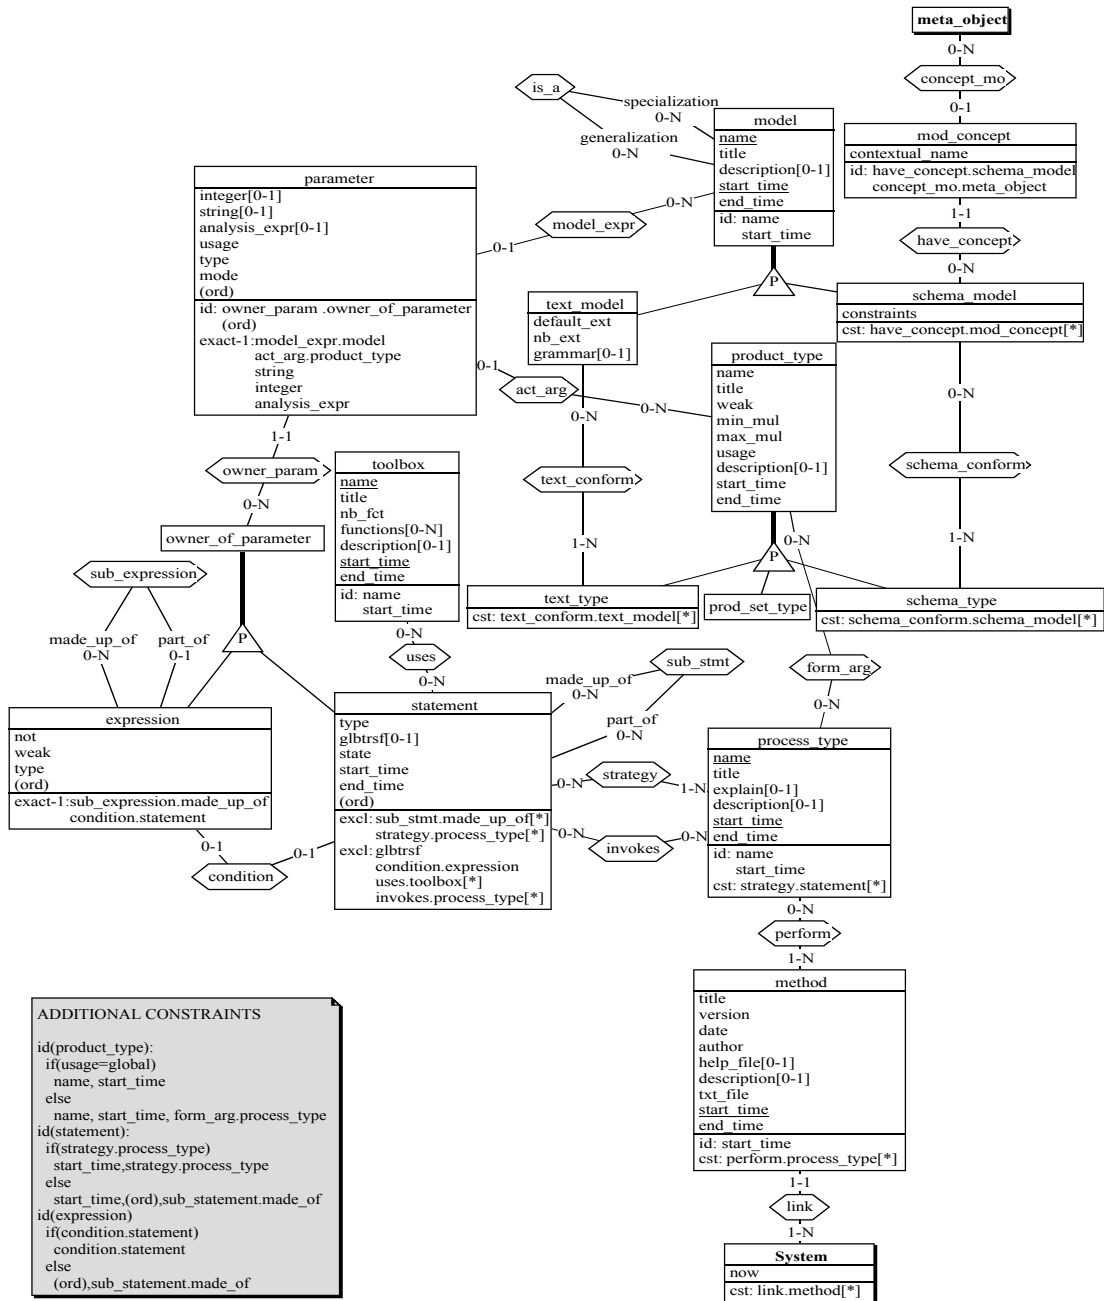 meta_object
0-N
concept_mo
0-1
mod_concept
contextual_name
id: have_concept.schema_model
concept_mo.meta_object
1-1
have_concept
0-N
schema_model
constraints
cst: have_concept.mod_concept[*]
0-N
schema_conform
1-N
schema_type
cst: schema_conform.schema_model[*]
is_a
specialization
0-N
generalization
0-N
model
name
title
description[0-1]
start_time
end_time
id: name
start_time
P
0-N
model_expr
0-1
parameter
integer[0-1]
string[0-1]
analysis_expr[0-1]
usage
type
mode
(ord)
id: owner_param .owner_of_parameter
(ord)
exact-1:model_expr.model
act_arg.product_type
string
integer
analysis_expr
text_model
default_ext
nb_ext
grammar[0-1]
0-1
act_arg
0-N
0-N
text_conform
1-N
product_type
name
title
weak
min_mul
max_mul
usage
description[0-1]
start_time
end_time
P
0-N
text_type
cst: text_conform.text_model[*]
prod_set_type
form_arg
0-N
1-1
owner_param
0-N
owner_of_parameter
P
toolbox
name
title
nb_fct
functions[0-N]
description[0-1]
start_time
end_time
id: name
start_time
0-N
uses
0-N
sub_expression
made_up_of
0-N
part_of
0-1
expression
not
weak
type
(ord)
exact-1:sub_expression.made_up_of
condition.statement
0-1
condition
0-1
statement
type
glbtrsf[0-1]
state
start_time
end_time
(ord)
excl: sub_stmt.made_up_of[*]
strategy.process_type[*]
excl: glbtrsf
condition.expression
uses.toolbox[*]
invokes.process_type[*]
sub_stmt
made_up_of
0-N
part_of
0-N
0-N
strategy
1-N
0-N
invokes
0-N
process_type
name
title
explain[0-1]
description[0-1]
start_time
end_time
id: name
start_time
cst: strategy.statement[*]
0-N
perform
1-N
method
title
version
date
author
help_file[0-1]
description[0-1]
txt_file
start_time
end_time
id: start_time
cst: perform.process_type[*]
1-1
link
1-N
System
now
cst: link.method[*]
ADDITIONAL CONSTRAINTS
id(product_type):
if(usage=global)
name, start_time
else
name, start_time, form_arg.process_type
id(statement):
if(strategy.process_type)
start_time,strategy.process_type
else
start_time,(ord),sub_statement.made_of
id(expression)
if(condition.statement)
condition.statement
else
(ord),sub_statement.made_of